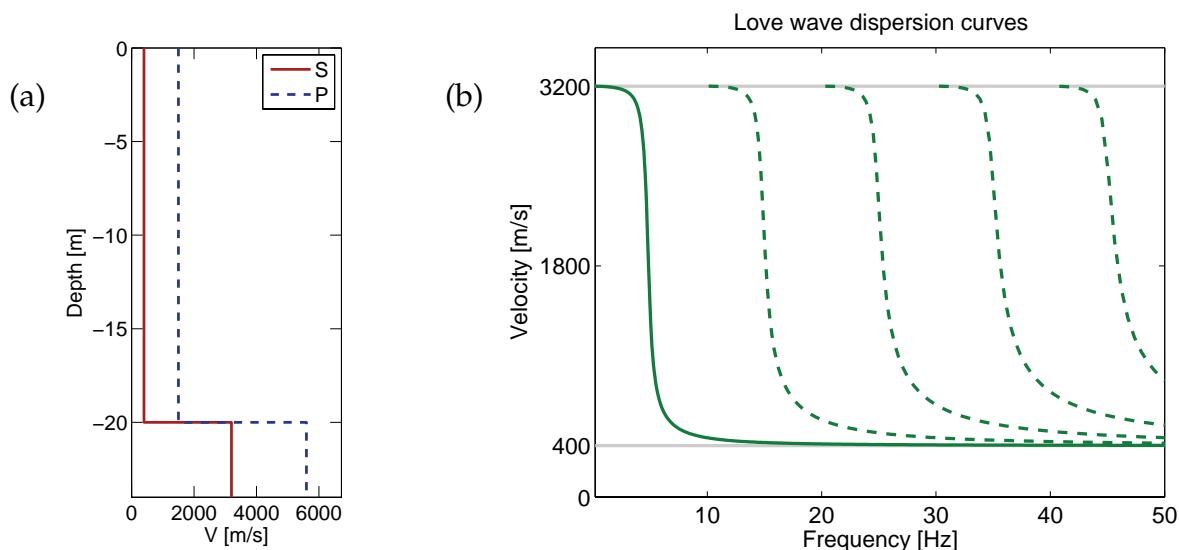 (a)
0
−5
−10
−15
−20
Depth [m]
S
P
0 2000 4000 6000
V [m/s]
(b)
Love wave dispersion curves
3200
1800
400
0
Velocity [m/s]
10 20 30 40 50
Frequency [Hz]